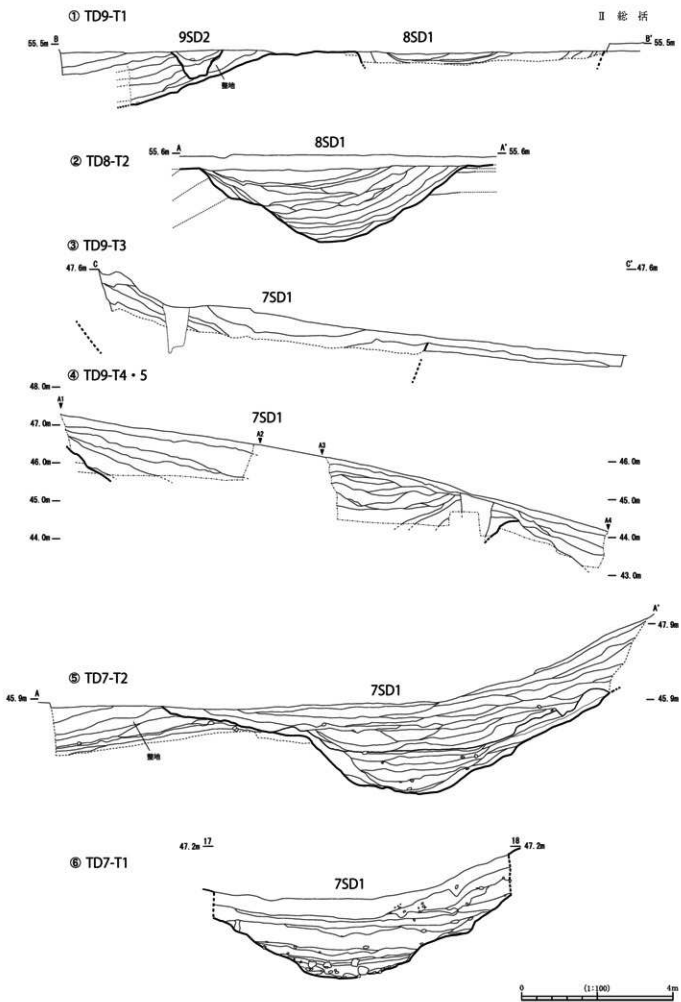 ① TD9-T1
Ⅱ 総 括
55.5m B
9SD2
8SD1
B' 55.5m
整地
8SD1
55.6m A
A' 55.6m
② TD8-T2
③ TD9-T3
47.6m C
C' 47.6m
7SD1
④ TD9-T4・5
48.0m
A1
7SD1
47.0m
A2
A3
46.0m
46.0m
45.0m
45.0m
A4
44.0m
44.0m
43.0m
A'
47.9m
⑤ TD7-T2
7SD1
45.9m A
45.9m
整地
47.2m 17
18 47.2m
⑥ TD7-T1
7SD1
0 (1:100) 4m